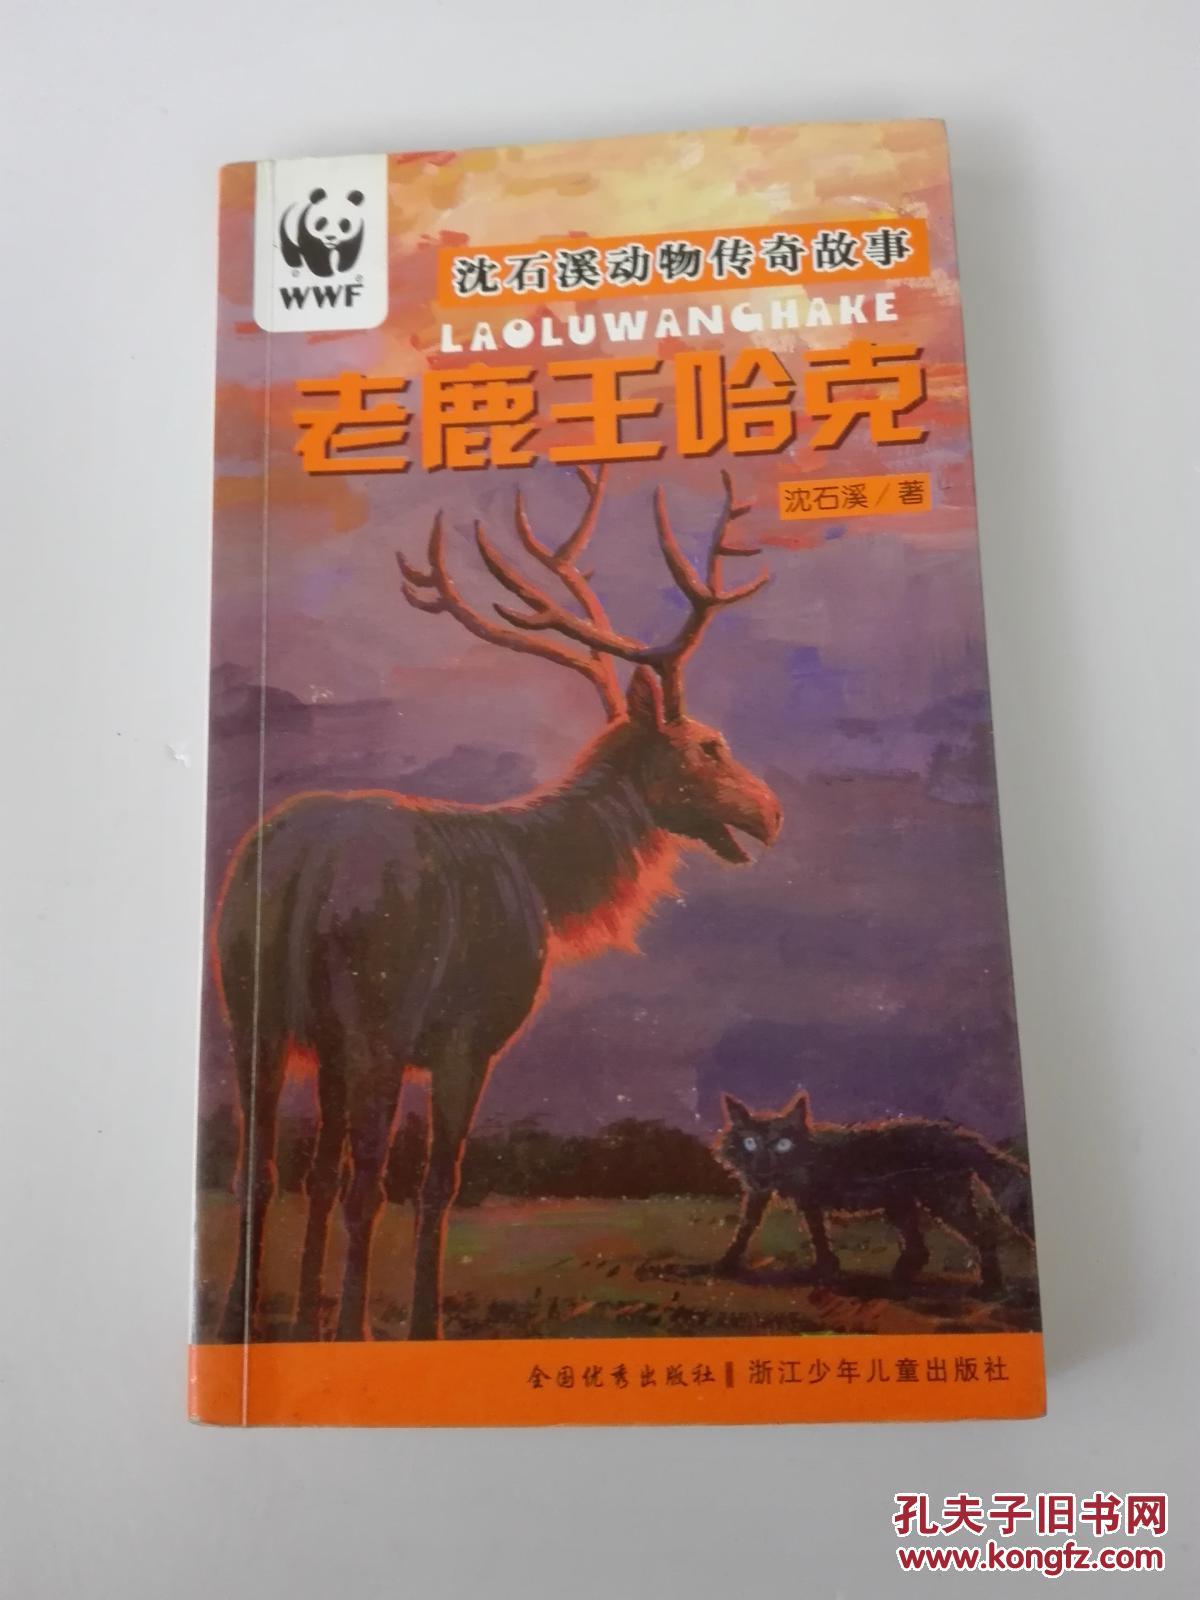 WWF
沈石溪动物传奇故事
LAOLUWANGHAKE
老鹿王哈克
沈石溪/著
全国优秀出版社 浙江少年儿童出版社
孔夫子旧书网
www.kongfz.com